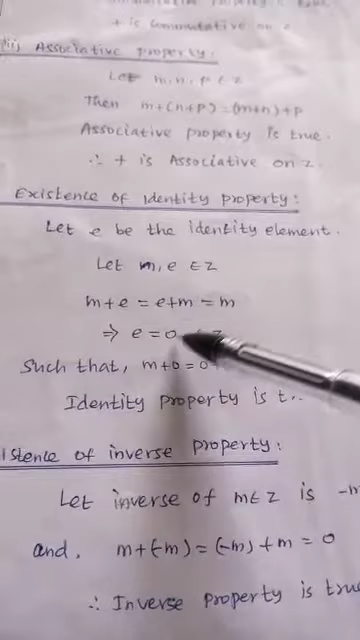 + is commutative on z
iii) Associative property:
Let m, n, p ∈ z
Then m+(n+p) = (m+n)+p
Associative property is true.
∴ + is Associative on z.
Existence of Identity property:
Let e be the identity element.
Let m, e ∈ z
m+e = e+m = m
⇒ e = 0
Such that, m+0 = 0
Identity property is
istence of inverse property:
Let inverse of m∈z is -m
and, m+(-m) = (-m)+m = 0
∴ Inverse property is true